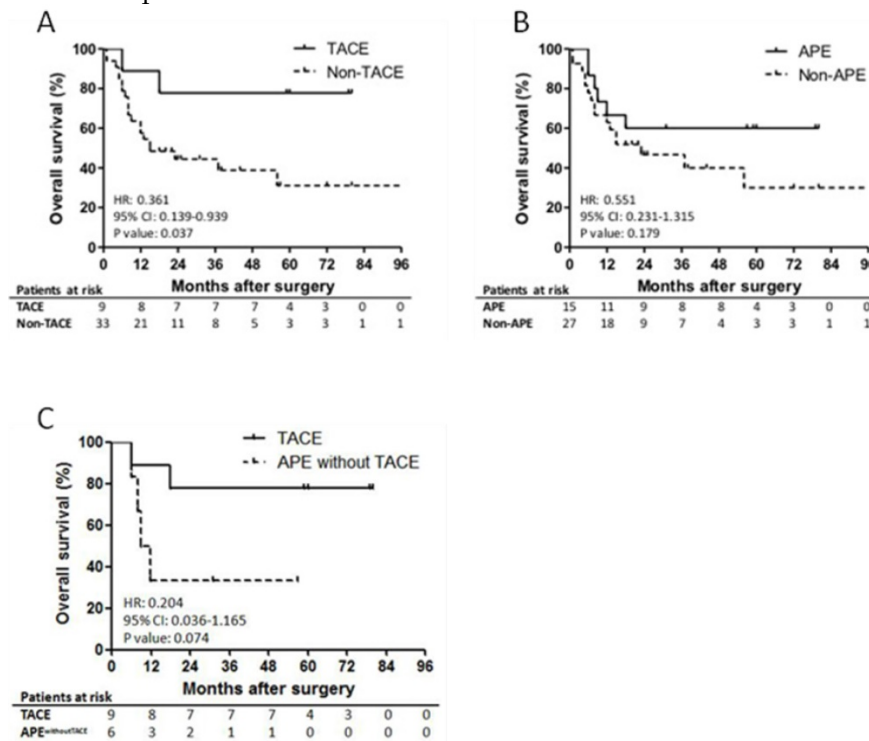 A
TACE
Non-TACE
Overall survival (%)
100
80
60
40
20
0
HR: 0.361
95% CI: 0.139-0.939
P value: 0.037
0 12 24 36 48 60 72 84 96
Months after surgery
Patients at risk
TACE 9 8 7 7 7 4 3 0 0
Non-TACE 33 21 11 8 5 3 3 1 1
B
APE
Non-APE
Overall survival (%)
100
80
60
40
20
0
HR: 0.551
95% CI: 0.231-1.315
P value: 0.179
0 12 24 36 48 60 72 84 96
Months after surgery
Patients at risk
APE 15 11 9 8 8 4 3 0 0
Non-APE 27 18 9 7 4 3 3 1 1
C
TACE
APE without TACE
Overall survival (%)
100
80
60
40
20
0
HR: 0.204
95% CI: 0.036-1.165
P value: 0.074
0 12 24 36 48 60 72 84 96
Months after surgery
Patients at risk
TACE 9 8 7 7 7 4 3 0 0
APE withoutTACE 6 3 2 1 1 0 0 0 0